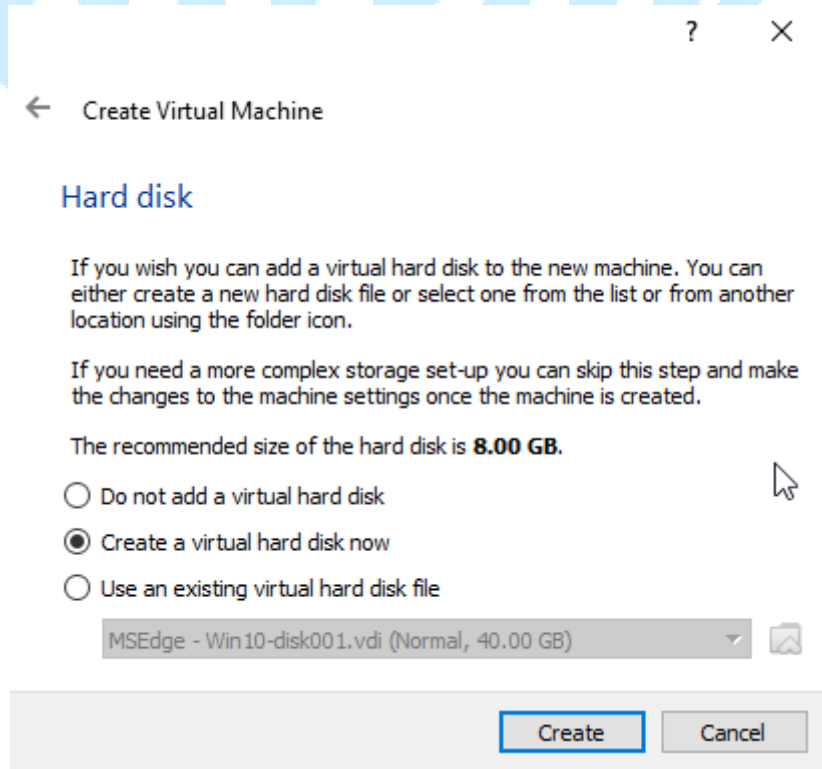 ?
Create Virtual Machine
Hard disk
If you wish you can add a virtual hard disk to the new machine. You can
either create a new hard disk file or select one from the list or from another
location using the folder icon.
If you need a more complex storage set-up you can skip this step and make
the changes to the machine settings once the machine is created.
The recommended size of the hard disk is 8.00 GB.
Do not add a virtual hard disk
Create a virtual hard disk now
Use an existing virtual hard disk file
MSEdge - Win10-disk001.vdi (Normal, 40.00 GB)
Create Cancel